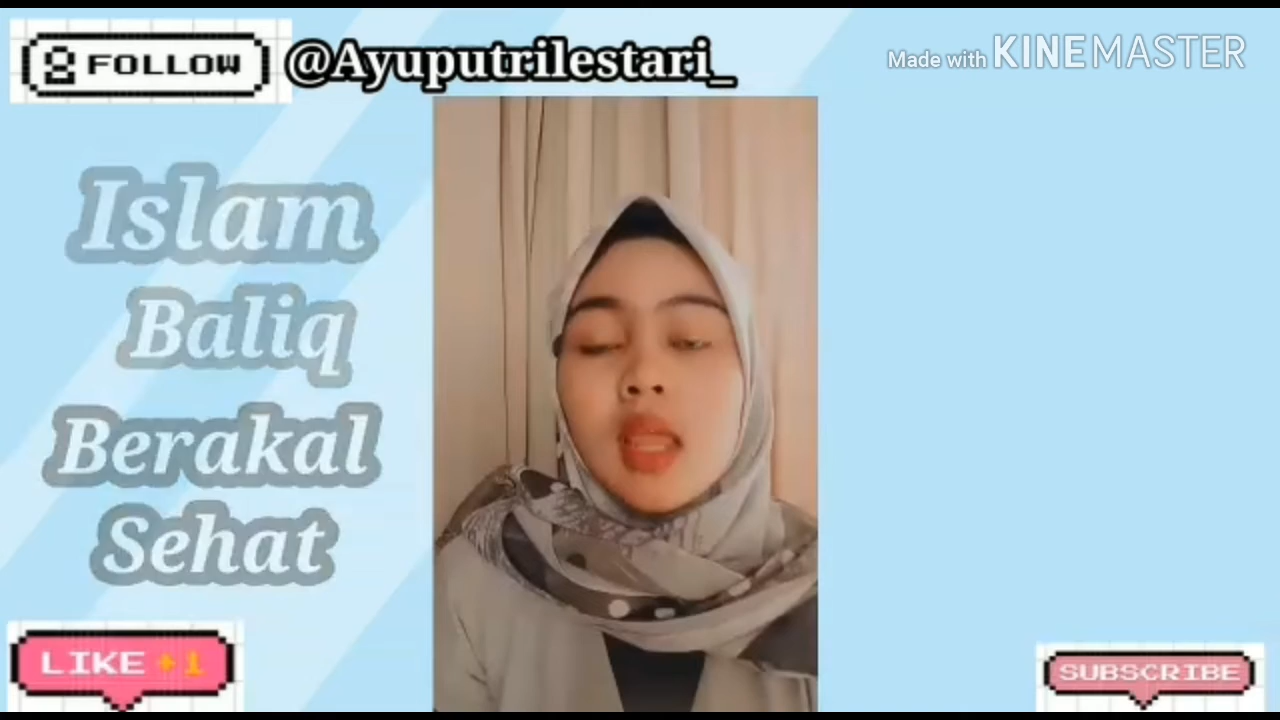 FOLLOW @Ayuputrilestari_
Made with KINEMASTER
Islam
Baliq
Berakal
Sehat
LIKE +1
SUBSCRIBE